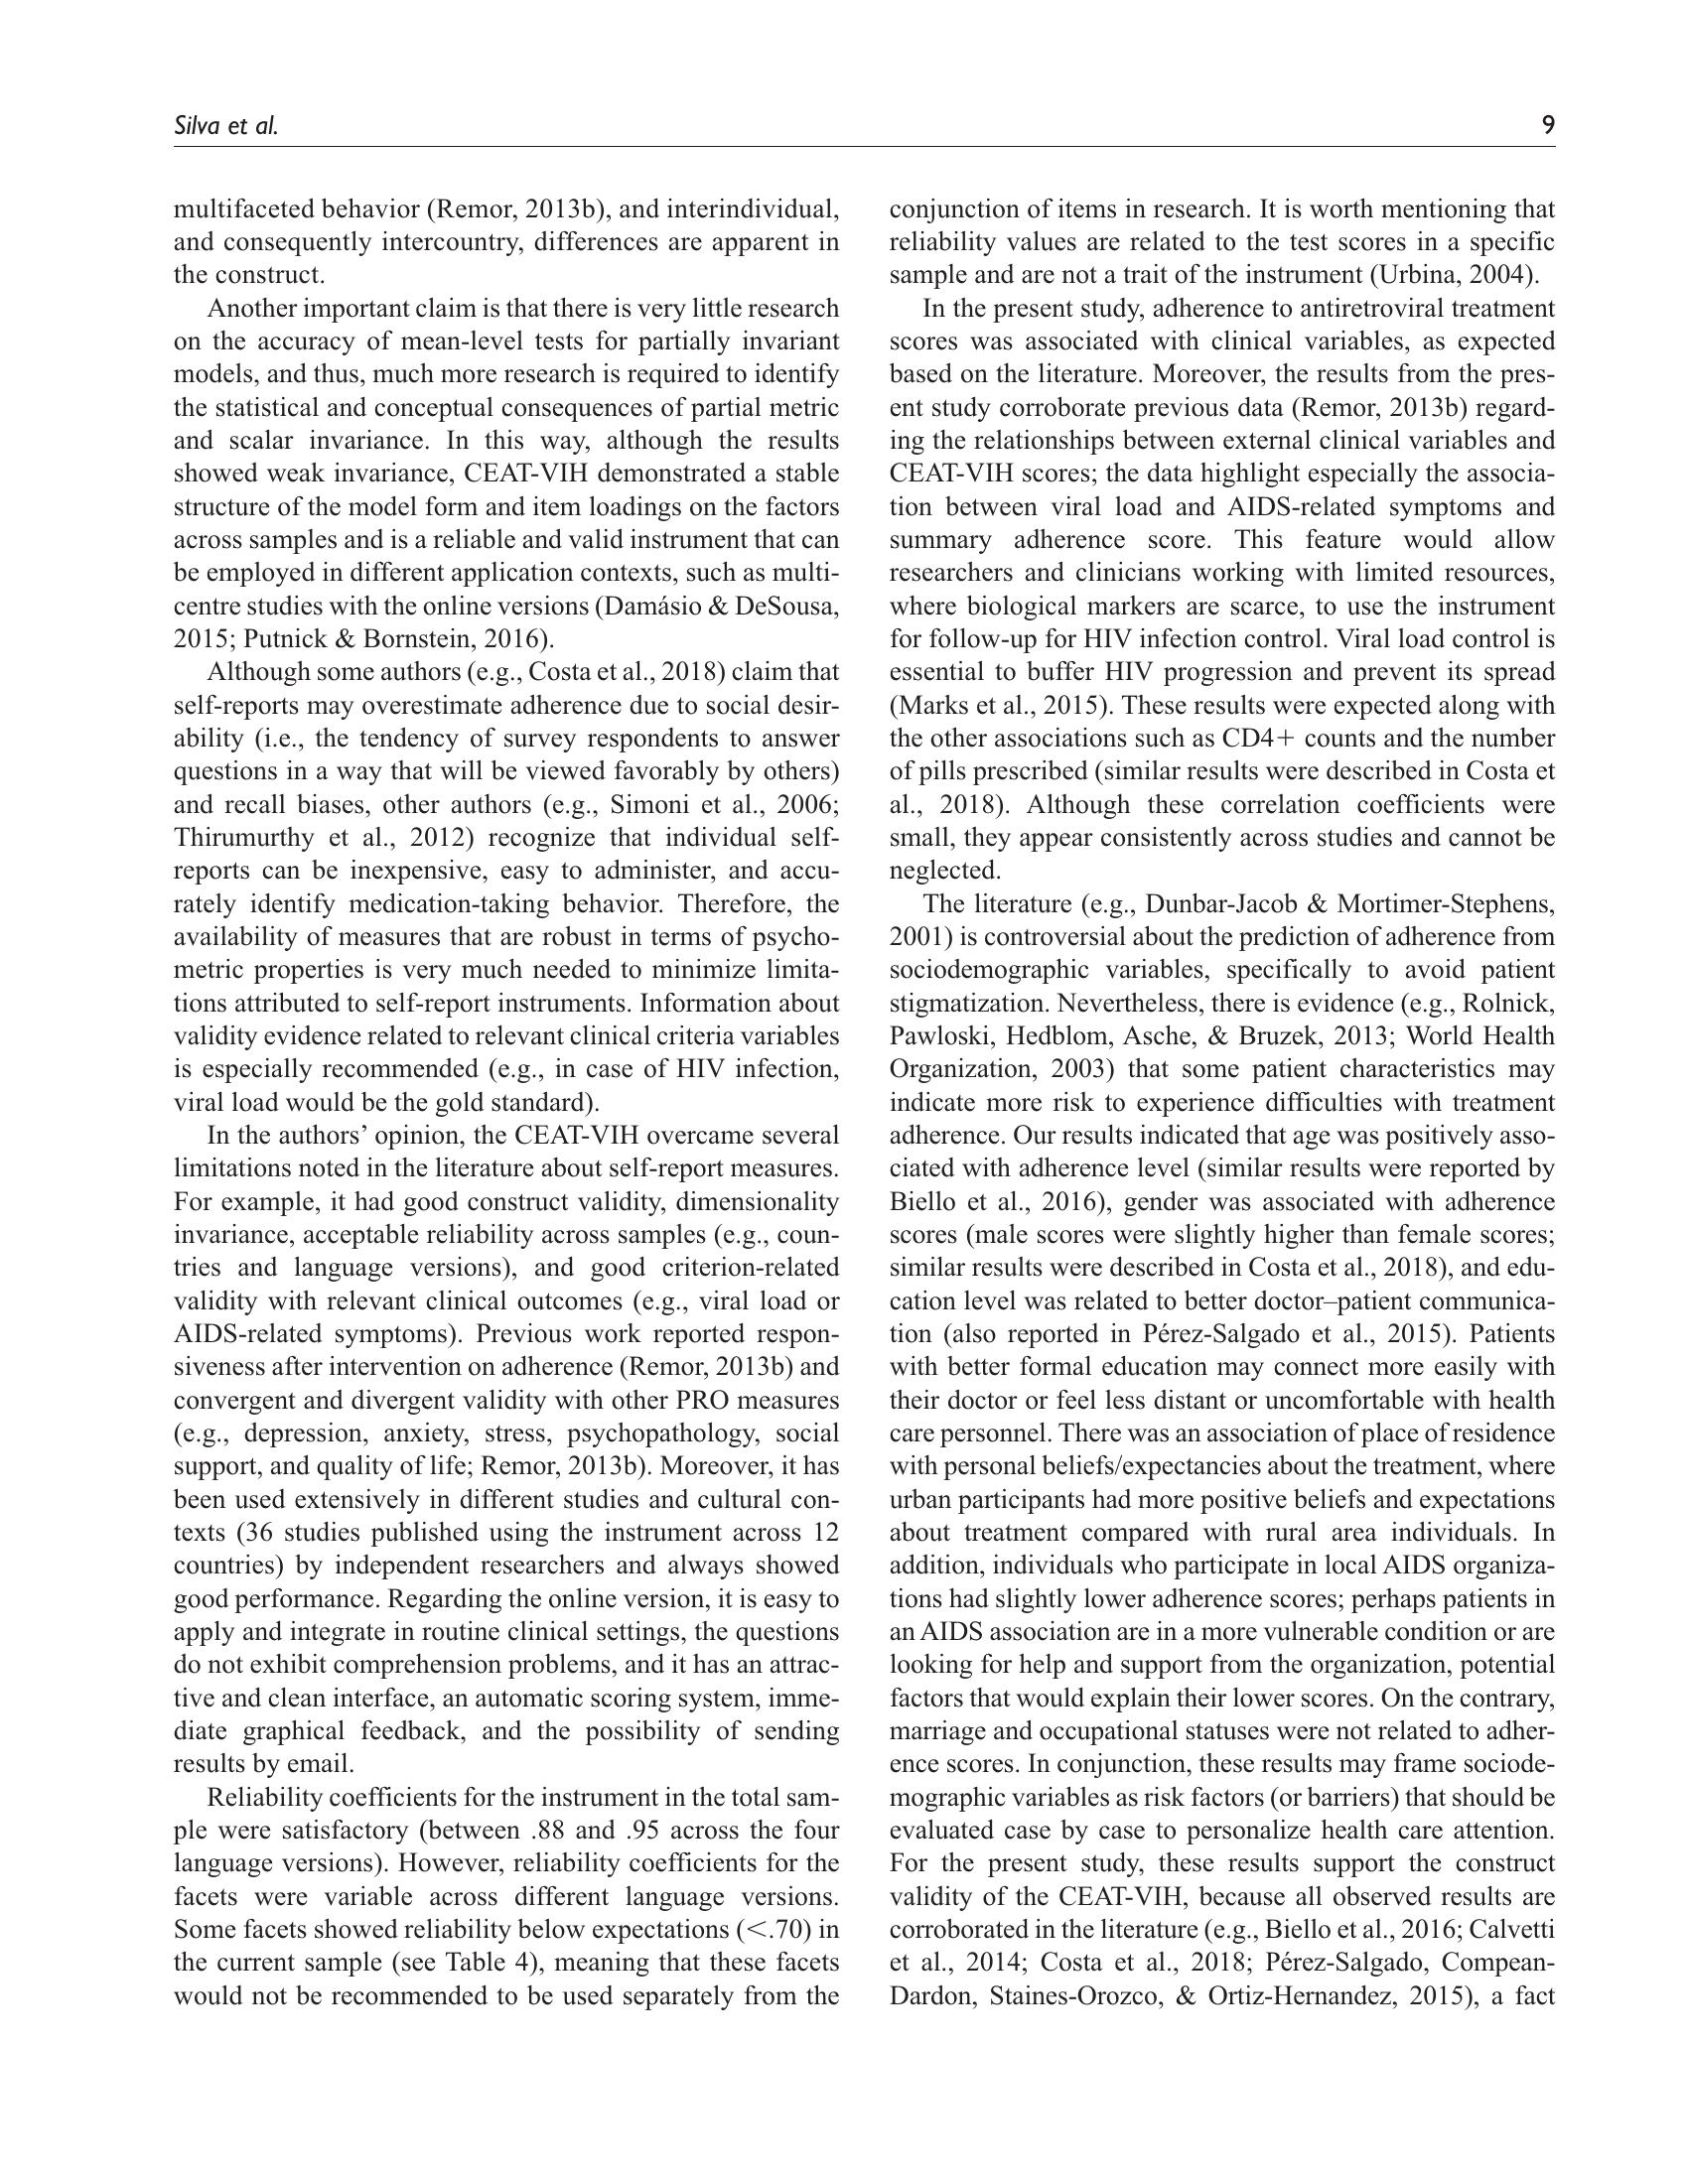 Silva et al.
9
multifaceted behavior (Remor, 2013b), and interindividual,
and consequently intercountry, differences are apparent in
the construct.
Another important claim is that there is very little research
on the accuracy of mean-level tests for partially invariant
models, and thus, much more research is required to identify
the statistical and conceptual consequences of partial metric
and scalar invariance. In this way, although the results
showed weak invariance, CEAT-VIH demonstrated a stable
structure of the model form and item loadings on the factors
across samples and is a reliable and valid instrument that can
be employed in different application contexts, such as multi-
centre studies with the online versions (Damásio & DeSousa,
2015; Putnick & Bornstein, 2016).
Although some authors (e.g., Costa et al., 2018) claim that
self-reports may overestimate adherence due to social desir-
ability (i.e., the tendency of survey respondents to answer
questions in a way that will be viewed favorably by others)
and recall biases, other authors (e.g., Simoni et al., 2006;
Thirumurthy et al., 2012) recognize that individual self-
reports can be inexpensive, easy to administer, and accu-
rately identify medication-taking behavior. Therefore, the
availability of measures that are robust in terms of psycho-
metric properties is very much needed to minimize limita-
tions attributed to self-report instruments. Information about
validity evidence related to relevant clinical criteria variables
is especially recommended (e.g., in case of HIV infection,
viral load would be the gold standard).
In the authors’ opinion, the CEAT-VIH overcame several
limitations noted in the literature about self-report measures.
For example, it had good construct validity, dimensionality
invariance, acceptable reliability across samples (e.g., coun-
tries and language versions), and good criterion-related
validity with relevant clinical outcomes (e.g., viral load or
AIDS-related symptoms). Previous work reported respon-
siveness after intervention on adherence (Remor, 2013b) and
convergent and divergent validity with other PRO measures
(e.g., depression, anxiety, stress, psychopathology, social
support, and quality of life; Remor, 2013b). Moreover, it has
been used extensively in different studies and cultural con-
texts (36 studies published using the instrument across 12
countries) by independent researchers and always showed
good performance. Regarding the online version, it is easy to
apply and integrate in routine clinical settings, the questions
do not exhibit comprehension problems, and it has an attrac-
tive and clean interface, an automatic scoring system, imme-
diate graphical feedback, and the possibility of sending
results by email.
Reliability coefficients for the instrument in the total sam-
ple were satisfactory (between .88 and .95 across the four
language versions). However, reliability coefficients for the
facets were variable across different language versions.
Some facets showed reliability below expectations (<.70) in
the current sample (see Table 4), meaning that these facets
would not be recommended to be used separately from the
conjunction of items in research. It is worth mentioning that
reliability values are related to the test scores in a specific
sample and are not a trait of the instrument (Urbina, 2004).
In the present study, adherence to antiretroviral treatment
scores was associated with clinical variables, as expected
based on the literature. Moreover, the results from the pres-
ent study corroborate previous data (Remor, 2013b) regard-
ing the relationships between external clinical variables and
CEAT-VIH scores; the data highlight especially the associa-
tion between viral load and AIDS-related symptoms and
summary adherence score. This feature would allow
researchers and clinicians working with limited resources,
where biological markers are scarce, to use the instrument
for follow-up for HIV infection control. Viral load control is
essential to buffer HIV progression and prevent its spread
(Marks et al., 2015). These results were expected along with
the other associations such as CD4+ counts and the number
of pills prescribed (similar results were described in Costa et
al., 2018). Although these correlation coefficients were
small, they appear consistently across studies and cannot be
neglected.
The literature (e.g., Dunbar-Jacob & Mortimer-Stephens,
2001) is controversial about the prediction of adherence from
sociodemographic variables, specifically to avoid patient
stigmatization. Nevertheless, there is evidence (e.g., Rolnick,
Pawloski, Hedblom, Asche, & Bruzek, 2013; World Health
Organization, 2003) that some patient characteristics may
indicate more risk to experience difficulties with treatment
adherence. Our results indicated that age was positively asso-
ciated with adherence level (similar results were reported by
Biello et al., 2016), gender was associated with adherence
scores (male scores were slightly higher than female scores;
similar results were described in Costa et al., 2018), and edu-
cation level was related to better doctor–patient communica-
tion (also reported in Pérez-Salgado et al., 2015). Patients
with better formal education may connect more easily with
their doctor or feel less distant or uncomfortable with health
care personnel. There was an association of place of residence
with personal beliefs/expectancies about the treatment, where
urban participants had more positive beliefs and expectations
about treatment compared with rural area individuals. In
addition, individuals who participate in local AIDS organiza-
tions had slightly lower adherence scores; perhaps patients in
an AIDS association are in a more vulnerable condition or are
looking for help and support from the organization, potential
factors that would explain their lower scores. On the contrary,
marriage and occupational statuses were not related to adher-
ence scores. In conjunction, these results may frame sociode-
mographic variables as risk factors (or barriers) that should be
evaluated case by case to personalize health care attention.
For the present study, these results support the construct
validity of the CEAT-VIH, because all observed results are
corroborated in the literature (e.g., Biello et al., 2016; Calvetti
et al., 2014; Costa et al., 2018; Pérez-Salgado, Compean-
Dardon, Staines-Orozco, & Ortiz-Hernandez, 2015), a fact